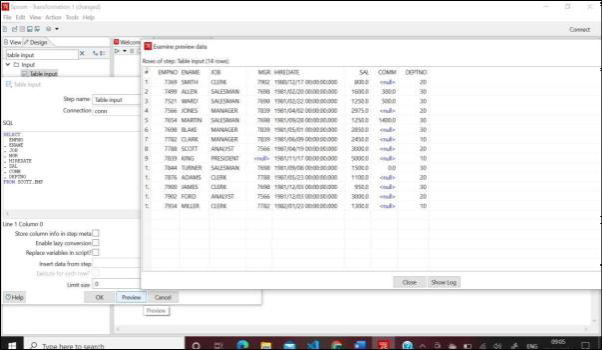 Spoon - Transformation 1 (changed)
File Edit View Action Tools Help
Connect
View Design
Welcome
table input
Input
Table input
Table input
Step name Table input
Connection conn
SQL
SELECT
EMPNO
, ENAME
, JOB
, MGR
, HIREDATE
, SAL
, COMM
, DEPTNO
FROM SCOTT.EMP
Line 1 Column 0
Store column info in step meta
Enable lazy conversion
Replace variables in script?
Insert data from step
Execute for each row?
Limit size 0
Help OK Preview Cancel
Preview
Examine preview data
Rows of step: Table input (14 rows)
# EMPNO ENAME JOB MGR HIREDATE SAL COMM DEPTNO
1 7369 SMITH CLERK 7902 1980/12/17 00:00:00.000 800.0 <null> 20
2 7499 ALLEN SALESMAN 7698 1981/02/20 00:00:00.000 1600.0 300.0 30
3 7521 WARD SALESMAN 7698 1981/02/22 00:00:00.000 1250.0 500.0 30
4 7566 JONES MANAGER 7839 1981/04/02 00:00:00.000 2975.0 <null> 20
5 7654 MARTIN SALESMAN 7698 1981/09/28 00:00:00.000 1250.0 1400.0 30
6 7698 BLAKE MANAGER 7839 1981/05/01 00:00:00.000 2850.0 <null> 30
7 7782 CLARK MANAGER 7839 1981/06/09 00:00:00.000 2450.0 <null> 10
8 7788 SCOTT ANALYST 7566 1987/04/19 00:00:00.000 3000.0 <null> 20
9 7839 KING PRESIDENT <null> 1981/11/17 00:00:00.000 5000.0 <null> 10
1. 7844 TURNER SALESMAN 7698 1981/09/08 00:00:00.000 1500.0 0.0 30
1. 7876 ADAMS CLERK 7788 1987/05/23 00:00:00.000 1100.0 <null> 20
1. 7900 JAMES CLERK 7698 1981/12/03 00:00:00.000 950.0 <null> 30
1. 7902 FORD ANALYST 7566 1981/12/03 00:00:00.000 3000.0 <null> 20
1. 7934 MILLER CLERK 7782 1982/01/23 00:00:00.000 1300.0 <null> 10
Close Show Log
Type here to search
ENG 09:05